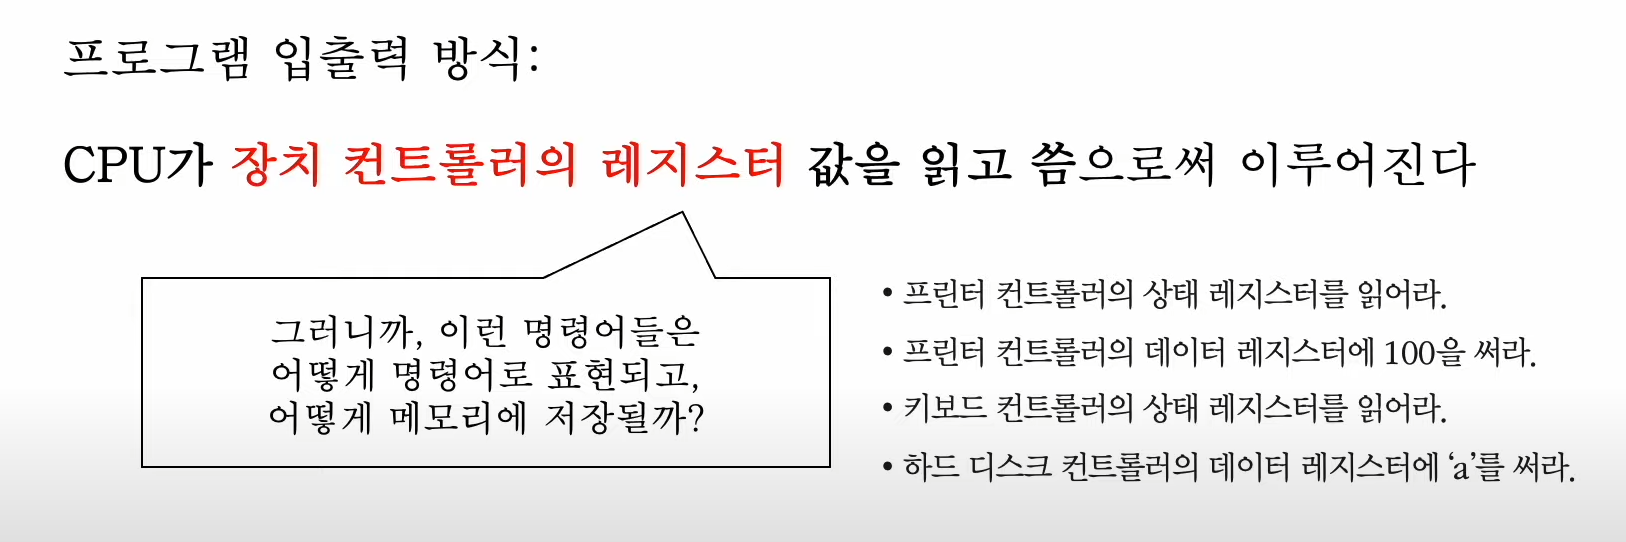 프로그램 입출력 방식:
CPU가 장치 컨트롤러의 레지스터 값을 읽고 씀으로써 이루어진다
그러니까, 이런 명령어들은
어떻게 명령어로 표현되고,
어떻게 메모리에 저장될까?
• 프린터 컨트롤러의 상태 레지스터를 읽어라.
• 프린터 컨트롤러의 데이터 레지스터에 100을 써라.
• 키보드 컨트롤러의 상태 레지스터를 읽어라.
• 하드 디스크 컨트롤러의 데이터 레지스터에 ‘a’를 써라.